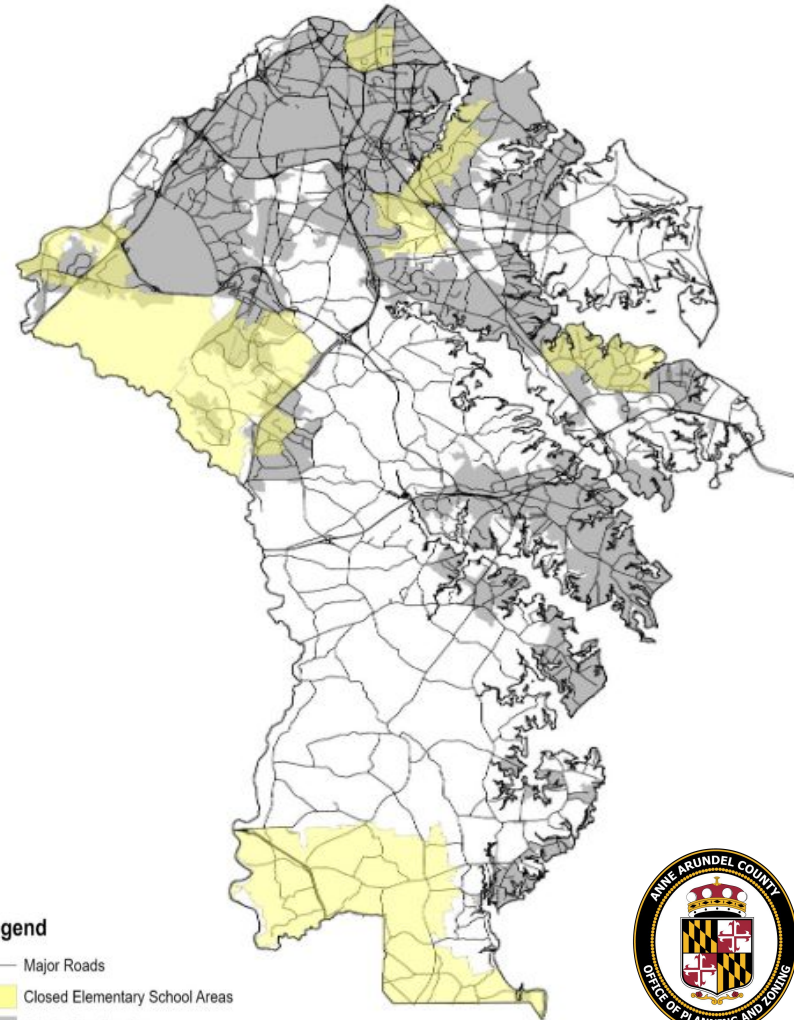 gend
Major Roads
Closed Elementary School Areas
ANNE ARUNDEL COUNTY
OFFICE OF PLANNING AND ZONING